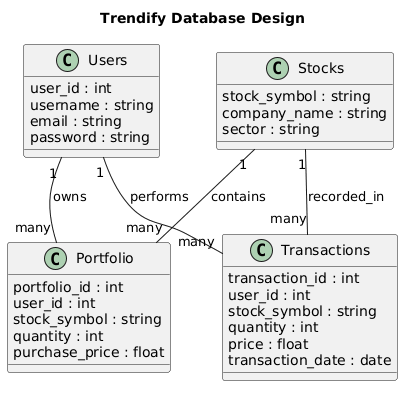 Trendify Database Design
C Users
user_id : int
username : string
email : string
password : string
C Stocks
stock_symbol : string
company_name : string
sector : string
1
1
1
1
owns
performs
contains
recorded_in
many
many
many
many
C Portfolio
portfolio_id : int
user_id : int
stock_symbol : string
quantity : int
purchase_price : float
C Transactions
transaction_id : int
user_id : int
stock_symbol : string
quantity : int
price : float
transaction_date : date